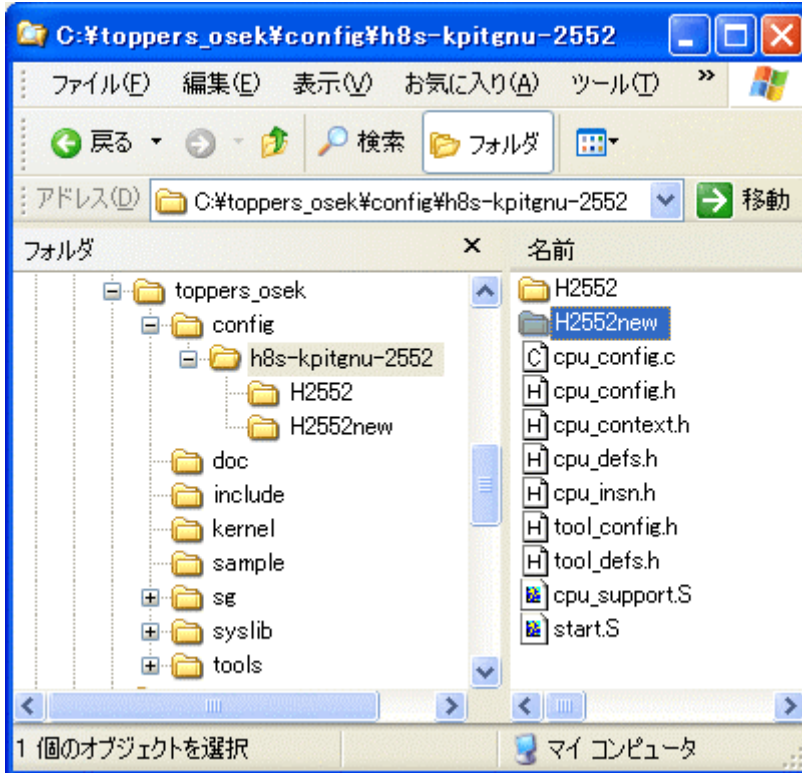 C:¥toppers_osek¥config¥h8s-kpitgnu-2552
ファイル(F) 編集(E) 表示(V) お気に入り(A) ツール(T) »
戻る 検索 フォルダ
アドレス(D) C:¥toppers_osek¥config¥h8s-kpitgnu-2552 移動
フォルダ × 名前
toppers_osek
config
h8s-kpitgnu-2552
H2552
H2552new
doc
include
kernel
sample
sg
syslib
tools
H2552
H2552new
cpu_config.c
cpu_config.h
cpu_context.h
cpu_defs.h
cpu_insn.h
tool_config.h
tool_defs.h
cpu_support.S
start.S
1 個のオブジェクトを選択 マイ コンピュータ